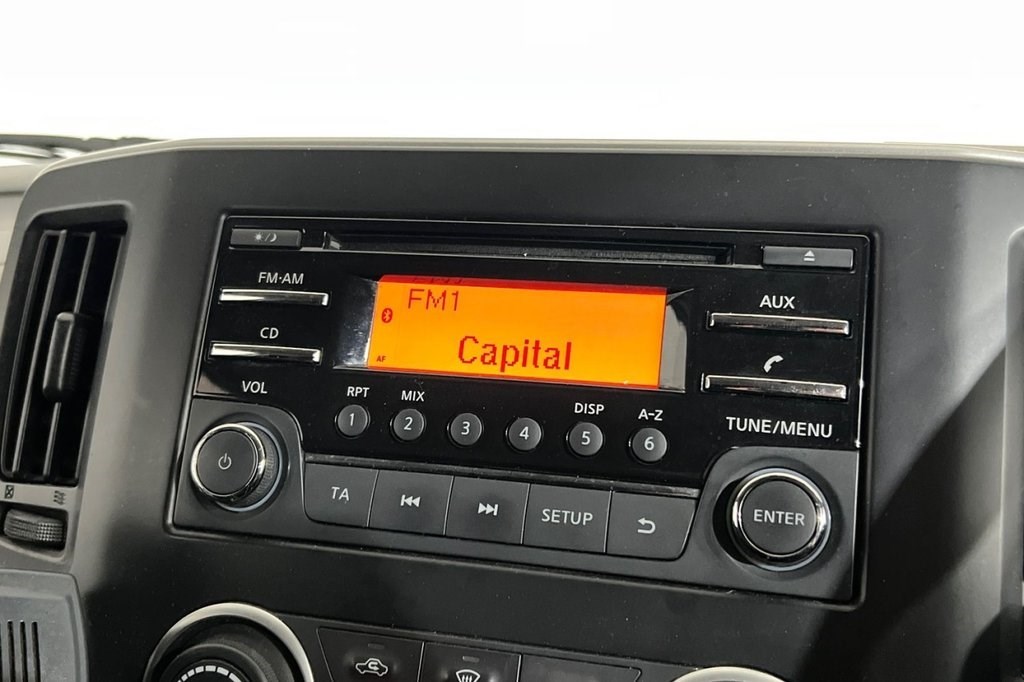 FM·AM
CD
VOL
FM1
AF
Capital
AUX
TUNE/MENU
RPT
MIX
DISP
A-Z
1
2
3
4
5
6
TA
SETUP
ENTER